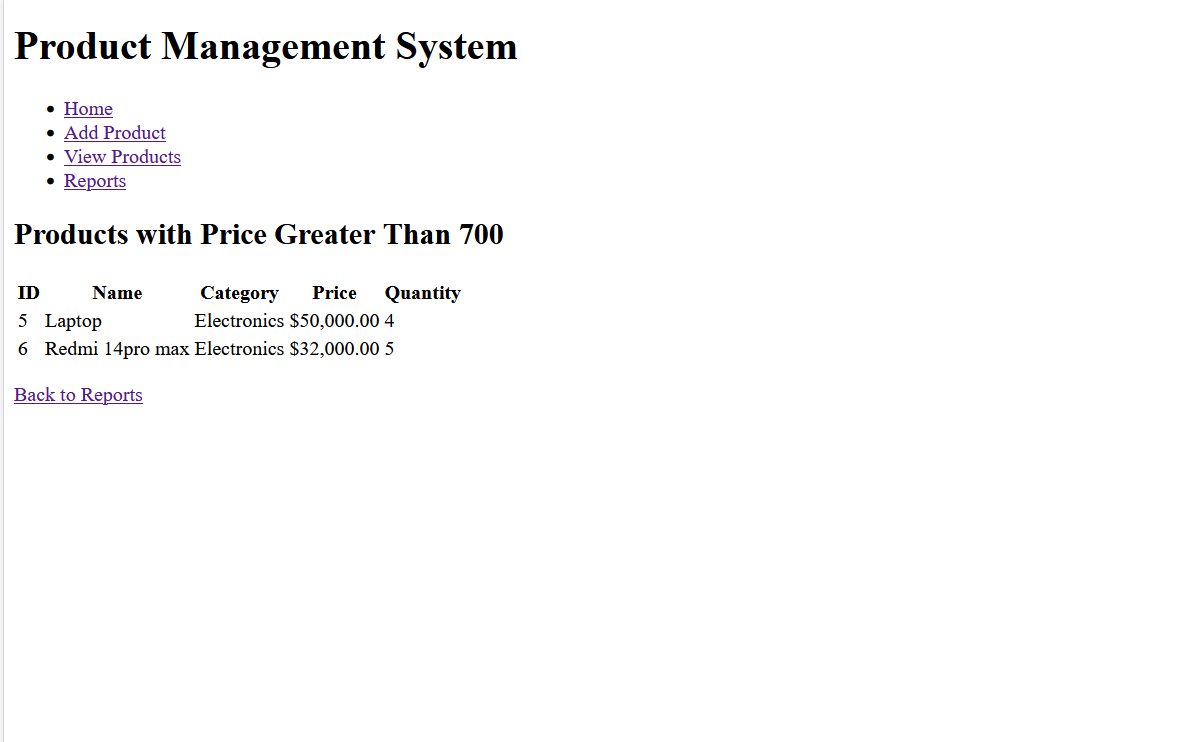 Product Management System
Home
Add Product
View Products
Reports
Products with Price Greater Than 700
ID Name Category Price Quantity
5 Laptop Electronics $50,000.00 4
6 Redmi 14pro max Electronics $32,000.00 5
Back to Reports